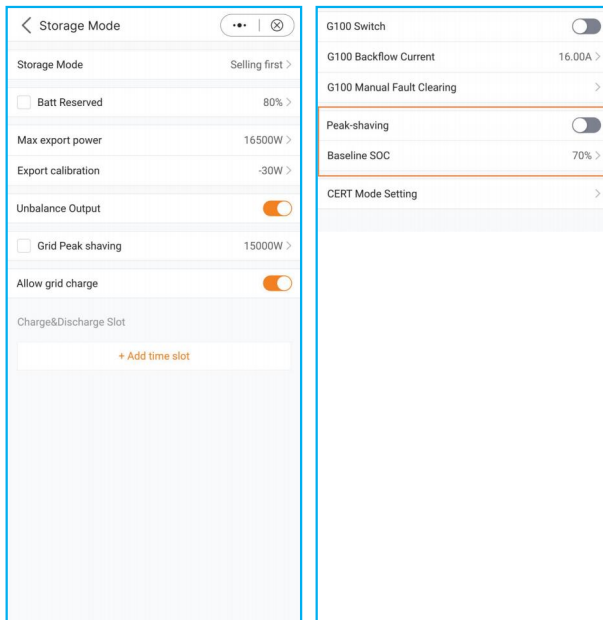 Storage Mode
Storage Mode Selling first
Batt Reserved 80%
Max export power 16500W
Export calibration -30W
Unbalance Output
Grid Peak shaving 15000W
Allow grid charge
Charge&Discharge Slot
+ Add time slot
G100 Switch
G100 Backflow Current 16.00A
G100 Manual Fault Clearing
Peak-shaving
Baseline SOC 70%
CERT Mode Setting